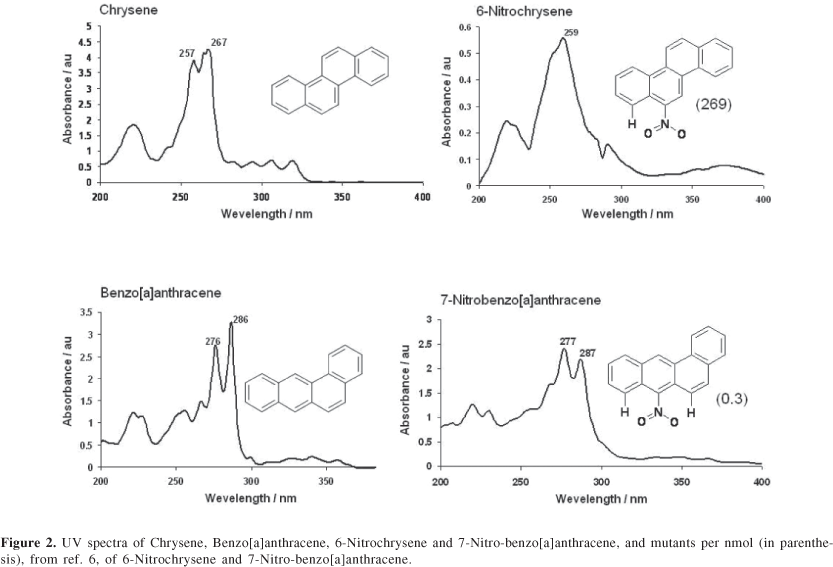 Chrysene
5
4.5
4
3.5
3
2.5
2
1.5
1
0.5
0
Absorbance / au
257
267
200
250
300
350
400
Wavelength / nm
6-Nitrochrysene
0.6
0.5
0.4
0.3
0.2
0.1
0
Absorbance / au
259
H
N
O
O
(269)
200
250
300
350
400
Wavelength / nm
Benzo[a]anthracene
3.5
3
2.5
2
1.5
1
0.5
0
Absorbance / au
276
286
200
250
300
350
Wavelength / nm
7-Nitrobenzo[a]anthracene
3
2.5
2
1.5
1
0.5
0
Absorbance / au
277
287
H
N
O
O
H
(0.3)
200
250
300
350
400
Wavelength / nm
Figure 2. UV spectra of Chrysene, Benzo[a]anthracene, 6-Nitrochrysene and 7-Nitro-benzo[a]anthracene, and mutants per nmol (in parenthe-
sis), from ref. 6, of 6-Nitrochrysene and 7-Nitro-benzo[a]anthracene.